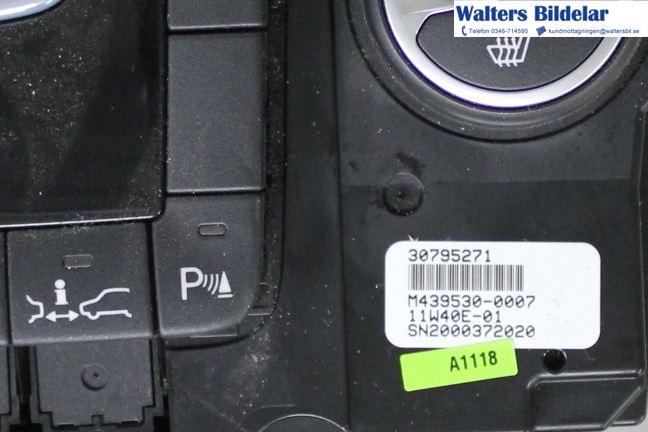 Walters Bildelar
Telefon 0346-714580 kundmottagningen@waltersbil.se
P
i
30795271
M439530-0007
11W40E-01
SN2000372020
A1118